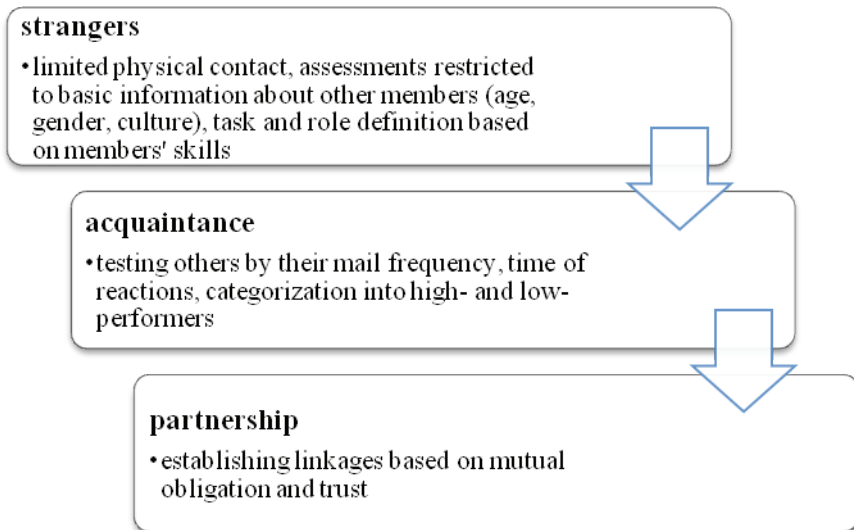 strangers
•limited physical contact, assessments restricted
to basic information about other members (age,
gender, culture), task and role definition based
on members' skills
acquaintance
•testing others by their mail frequency, time of
reactions, categorization into high- and low-
performers
partnership
•establishing linkages based on mutual
obligation and trust